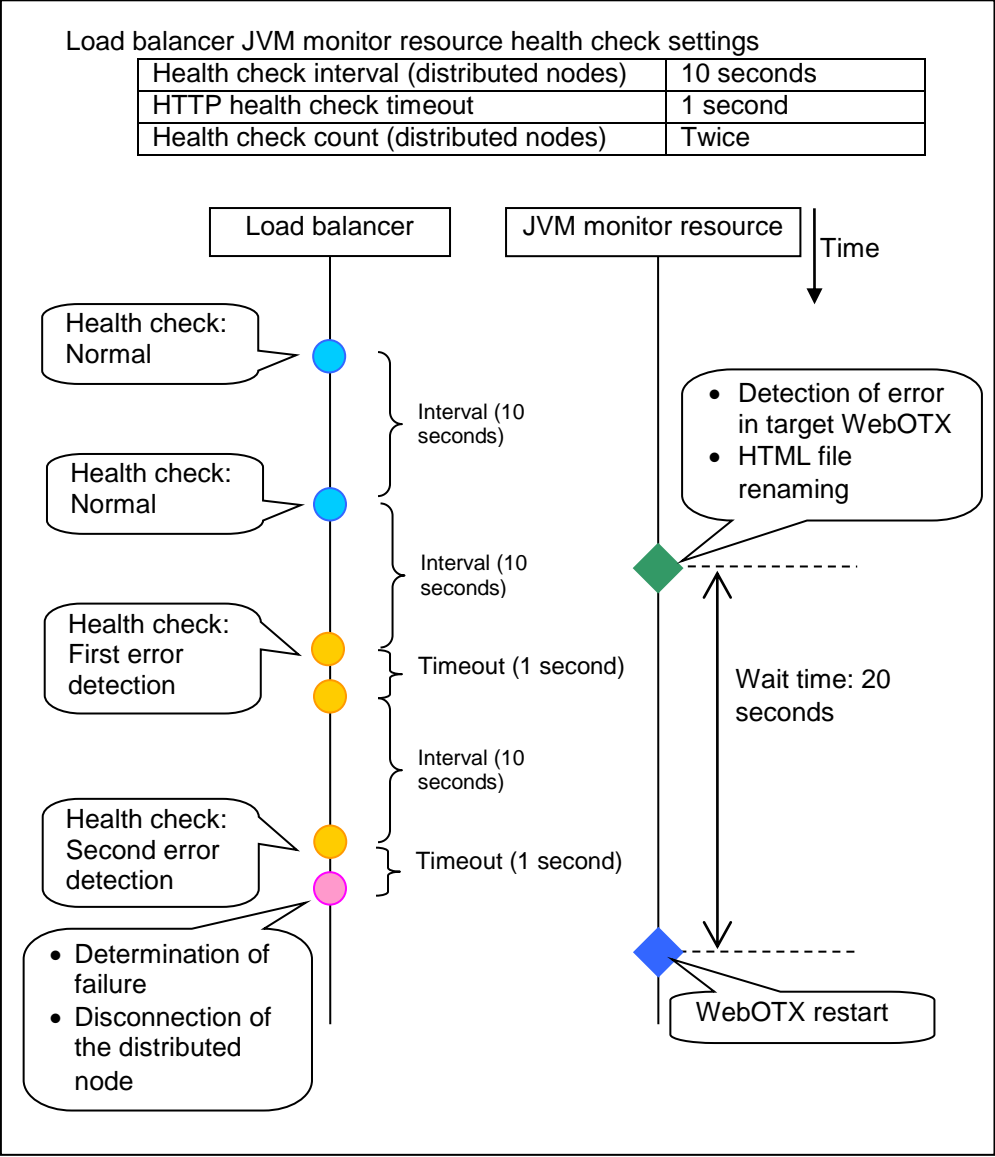 Load balancer JVM monitor resource health check settings
Health check interval (distributed nodes) 10 seconds
HTTP health check timeout 1 second
Health check count (distributed nodes) Twice
Load balancer
JVM monitor resource
Time
Health check:
Normal
Interval (10
seconds)
• Detection of error
in target WebOTX
• HTML file
renaming
Health check:
Normal
Interval (10
seconds)
Health check:
First error
detection
Timeout (1 second)
Wait time: 20
seconds
Interval (10
seconds)
Health check:
Second error
detection
Timeout (1 second)
• Determination of
failure
• Disconnection of
the distributed
node
WebOTX restart